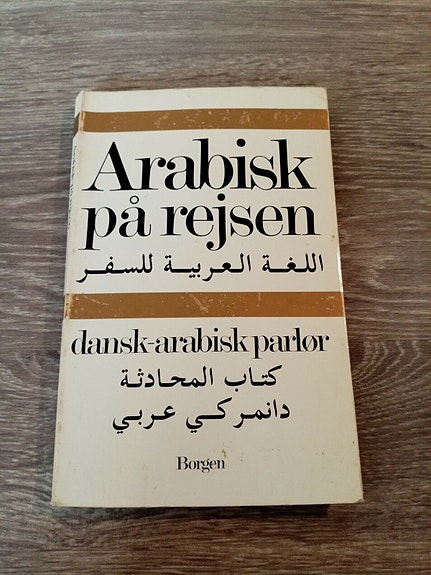 Arabisk
på rejsen
اللغة العربية للسفر
dansk-arabisk parlør
كتاب المحادثة
دانمركي عربي
Borgen